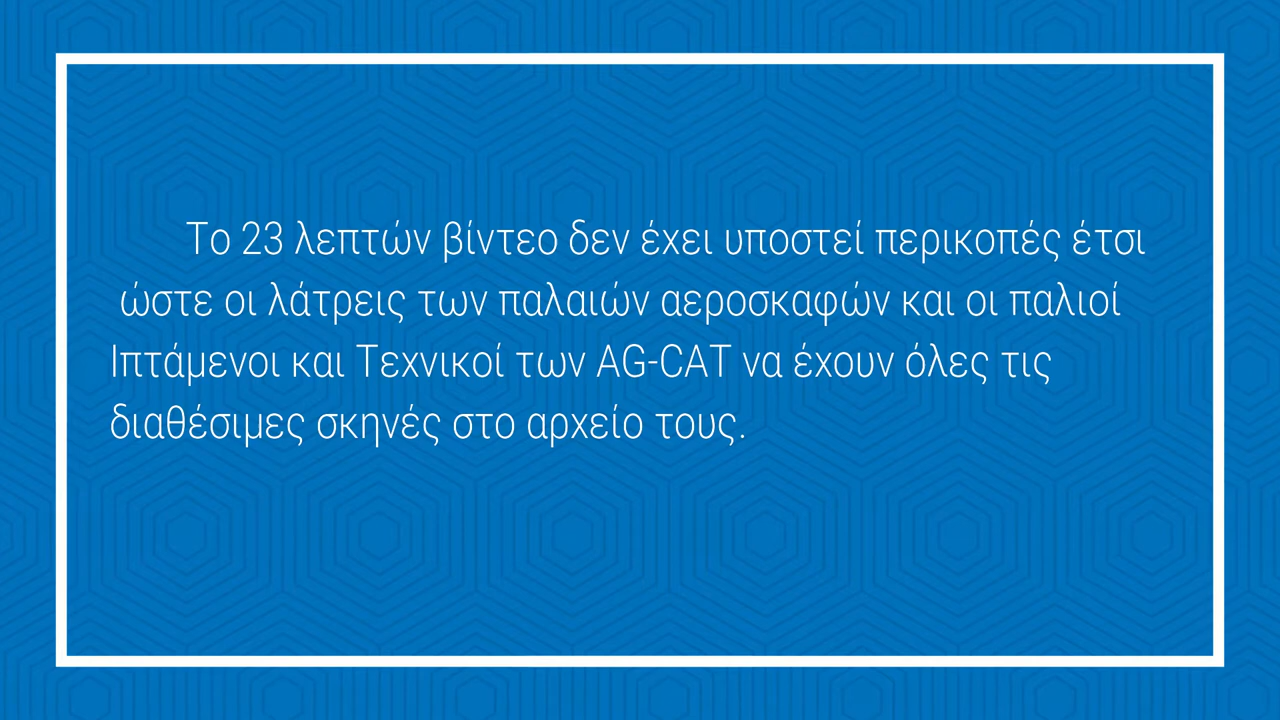 Το 23 λεπτών βίντεο δεν έχει υποστεί περικοπές έτσι
ώστε οι λάτρεις των παλαιών αεροσκαφών και οι παλιοί
Ιπτάμενοι και Τεχνικοί των AG-CAT να έχουν όλες τις
διαθέσιμες σκηνές στο αρχείο τους.